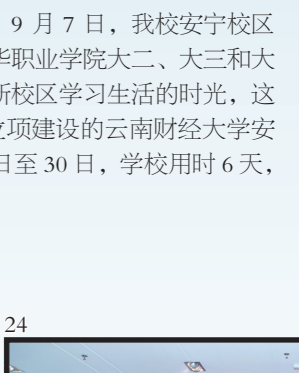 9 月 7 日，我校安宁校区
华职业学院大二、大三和大
新校区学习生活的时光，这
立项建设的云南财经大学安
日至 30 日，学校用时 6 天，
24